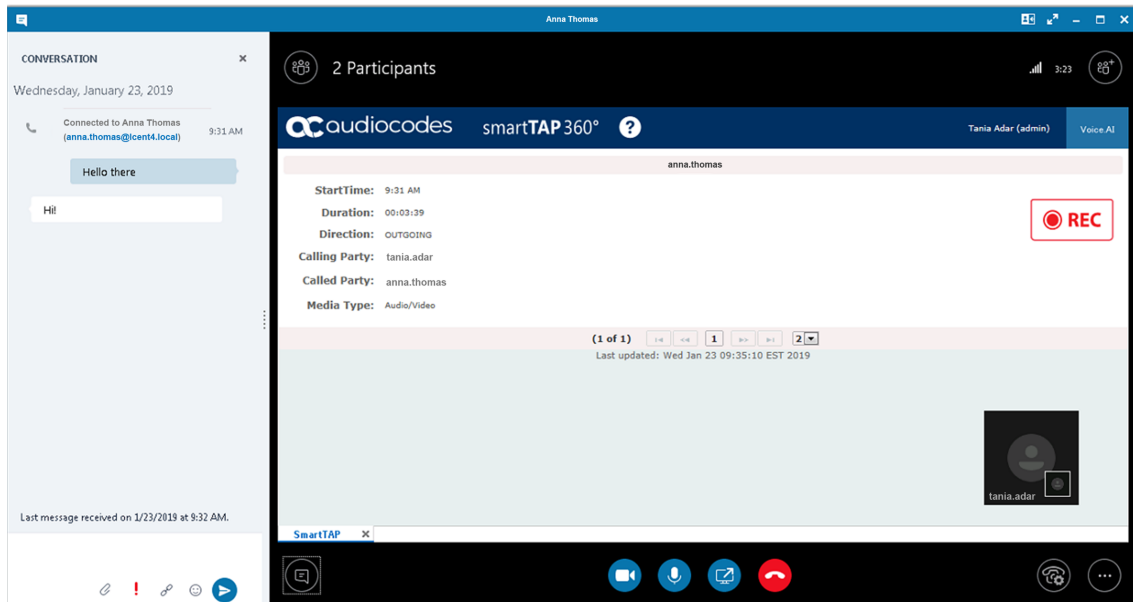 Anna Thomas
CONVERSATION
Wednesday, January 23, 2019
Connected to Anna Thomas
(anna.thomas@lcent4.local)
9:31 AM
Hello there
Hi!
Last message received on 1/23/2019 at 9:32 AM.
2 Participants
3:23
audiocodes smartTAP 360° ?
Tania Adar (admin)
Voice.AI
anna.thomas
StartTime: 9:31 AM
Duration: 00:03:39
Direction: OUTGOING
Calling Party: tania.adar
Called Party: anna.thomas
Media Type: Audio/Video
REC
(1 of 1) 1 2
Last updated: Wed Jan 23 09:35:10 EST 2019
tania.adar
SmartTAP